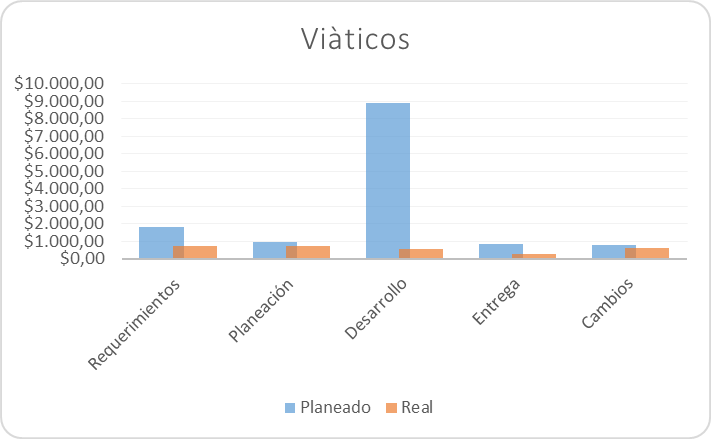 Viàticos
$10.000,00
$9.000,00
$8.000,00
$7.000,00
$6.000,00
$5.000,00
$4.000,00
$3.000,00
$2.000,00
$1.000,00
$0,00
Requerimientos
Planeación
Desarrollo
Entrega
Cambios
Planeado
Real